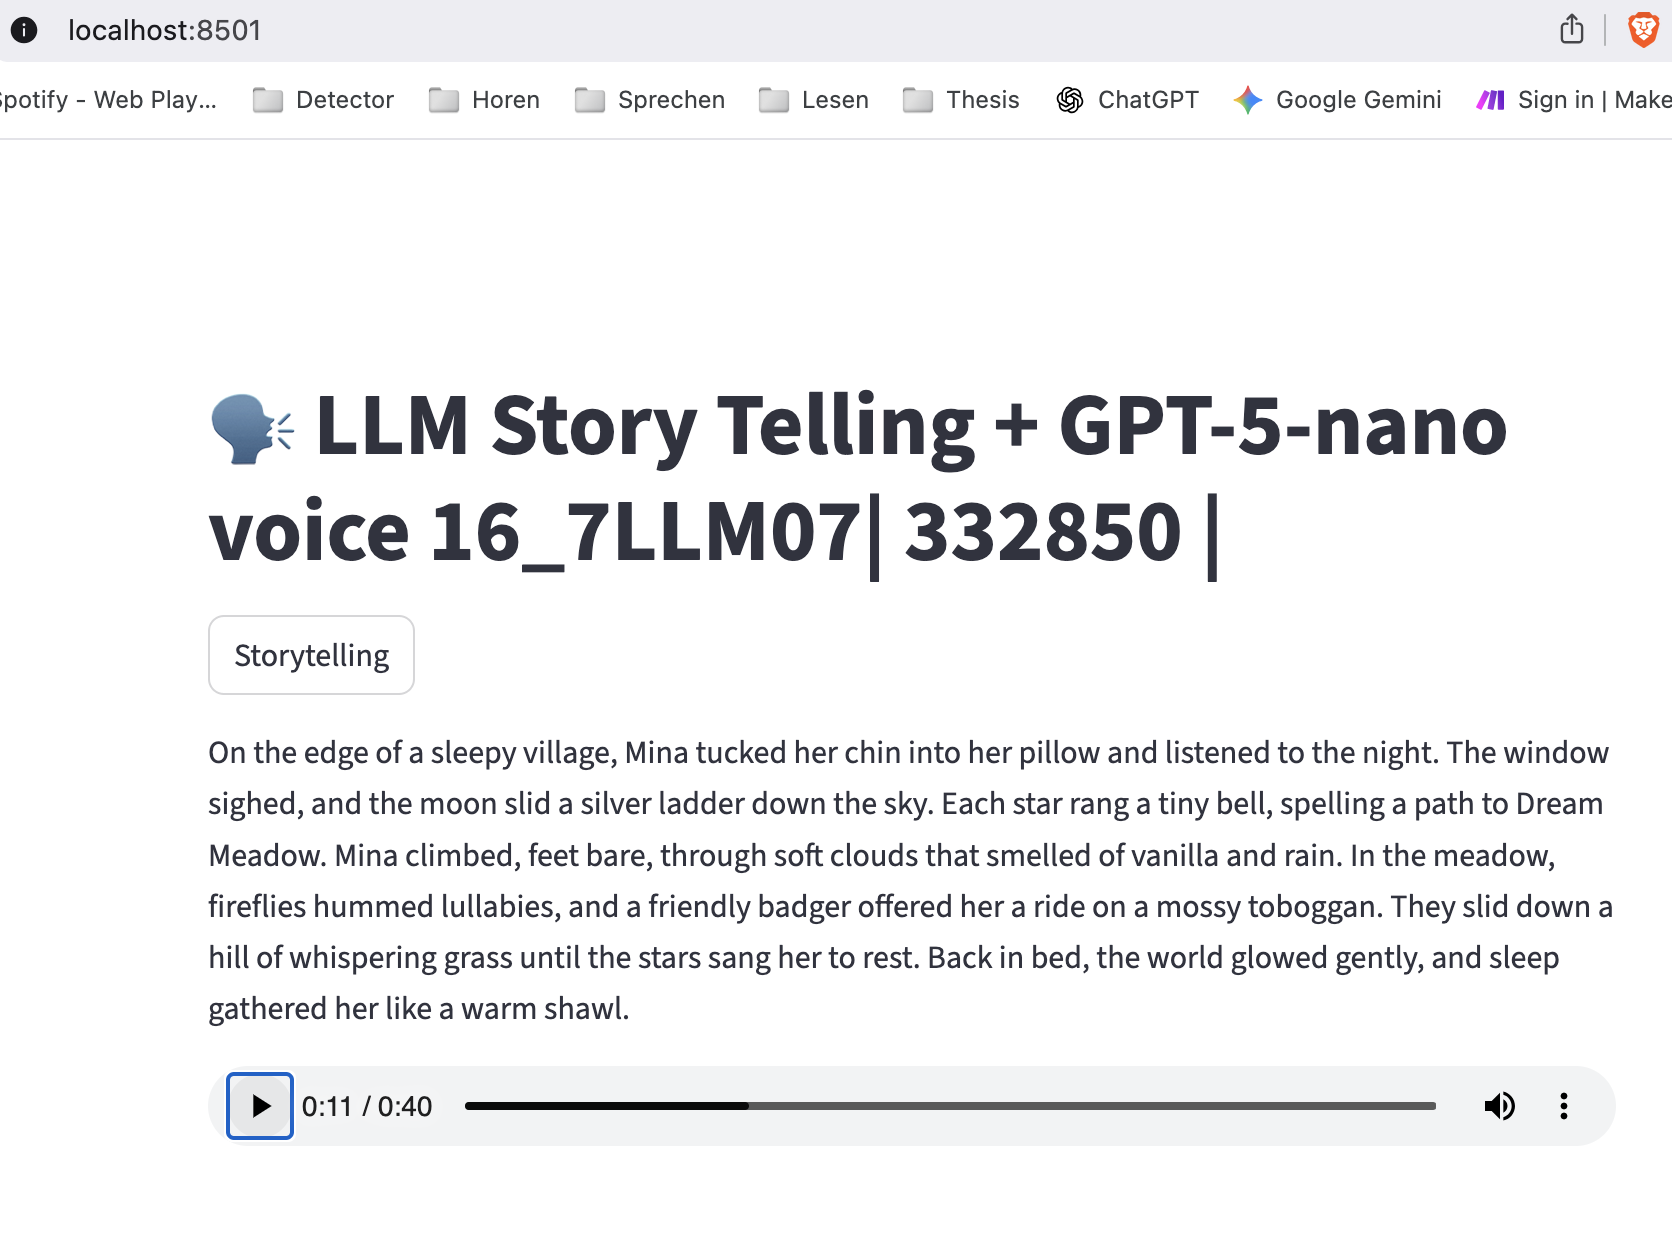 localhost:8501
Spotify - Web Play... Detector Horen Sprechen Lesen Thesis ChatGPT Google Gemini Sign in | Make
LLM Story Telling + GPT-5-nano
voice 16_7LLM07| 332850 |
Storytelling
On the edge of a sleepy village, Mina tucked her chin into her pillow and listened to the night. The window
sighed, and the moon slid a silver ladder down the sky. Each star rang a tiny bell, spelling a path to Dream
Meadow. Mina climbed, feet bare, through soft clouds that smelled of vanilla and rain. In the meadow,
fireflies hummed lullabies, and a friendly badger offered her a ride on a mossy toboggan. They slid down a
hill of whispering grass until the stars sang her to rest. Back in bed, the world glowed gently, and sleep
gathered her like a warm shawl.
0:11 / 0:40